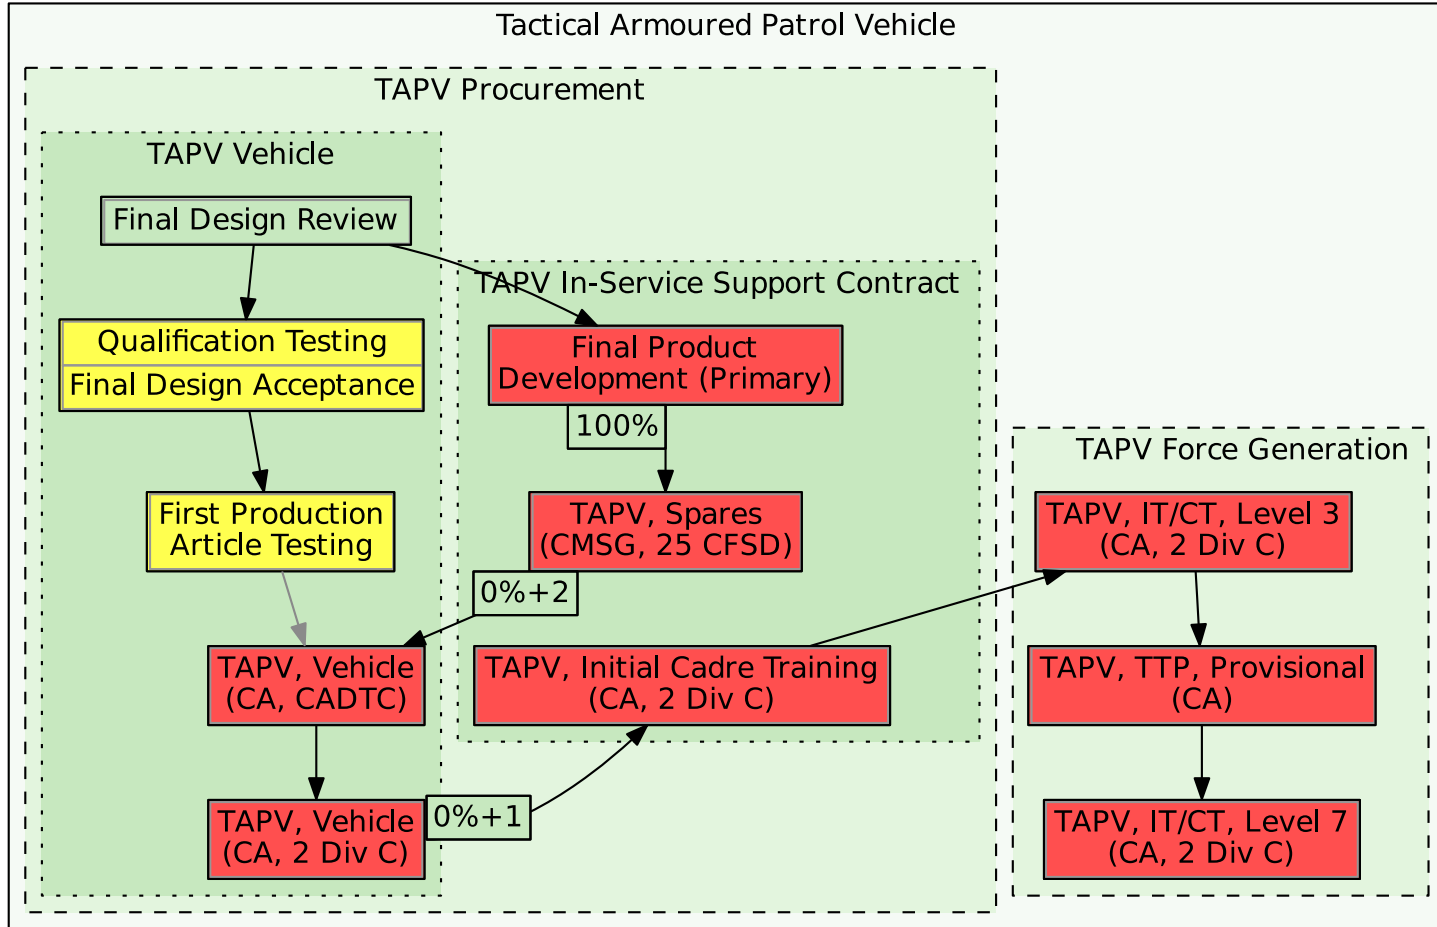 Tactical Armoured Patrol Vehicle
TAPV Procurement
TAPV Vehicle
Final Design Review
Qualification Testing
Final Design Acceptance
First Production
Article Testing
TAPV, Vehicle
(CA, CADTC)
TAPV, Vehicle
(CA, 2 Div C)
0%+1
TAPV In-Service Support Contract
Final Product
Development (Primary)
100%
TAPV, Spares
(CMSG, 25 CFSD)
0%+2
TAPV, Initial Cadre Training
(CA, 2 Div C)
TAPV Force Generation
TAPV, IT/CT, Level 3
(CA, 2 Div C)
TAPV, TTP, Provisional
(CA)
TAPV, IT/CT, Level 7
(CA, 2 Div C)